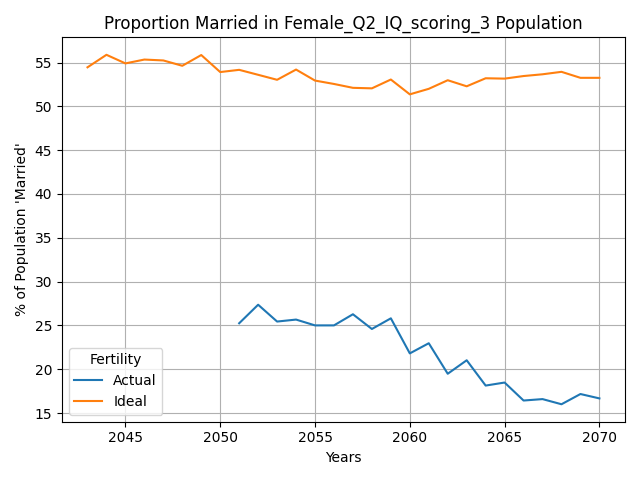 Proportion Married in Female_Q2_IQ_scoring_3 Population
% of Population 'Married'
55
50
45
40
35
30
25
20
15
Fertility
Actual
Ideal
2045 2050 2055 2060 2065 2070
Years